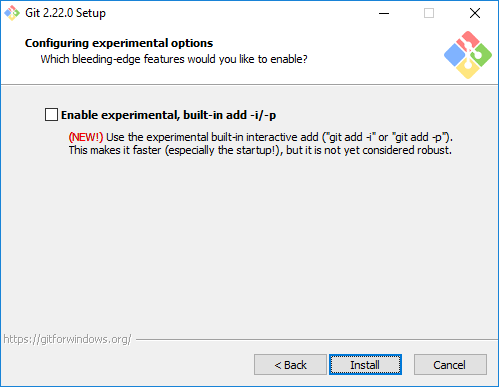 Git 2.22.0 Setup
Configuring experimental options
Which bleeding-edge features would you like to enable?
Enable experimental, built-in add -i/-p
(NEW!) Use the experimental built-in interactive add ("git add -i" or "git add -p").
This makes it faster (especially the startup!), but it is not yet considered robust.
https://gitforwindows.org/
< Back
Install
Cancel